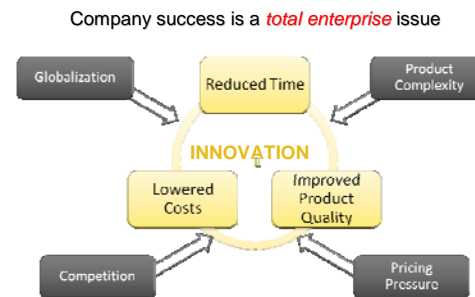 Company success is a total enterprise issue
Globalization
Reduced Time
Product
Complexity
INNOVATION
Lowered
Costs
Improved
Product
Quality
Competition
Pricing
Pressure